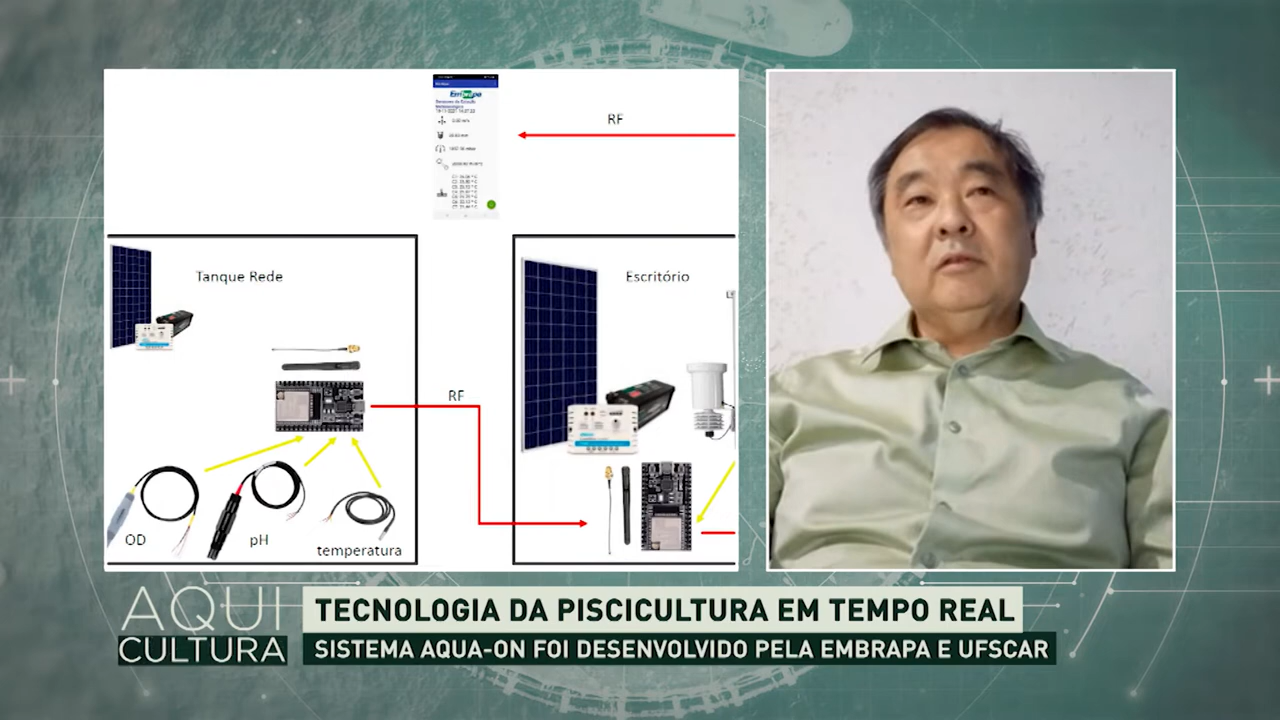 Embrapa
RF
Tanque Rede
Escritório
RF
OD
pH
temperatura
AQUI
CULTURA
TECNOLOGIA DA PISCICULTURA EM TEMPO REAL
SISTEMA AQUA-ON FOI DESENVOLVIDO PELA EMBRAPA E UFSCAR